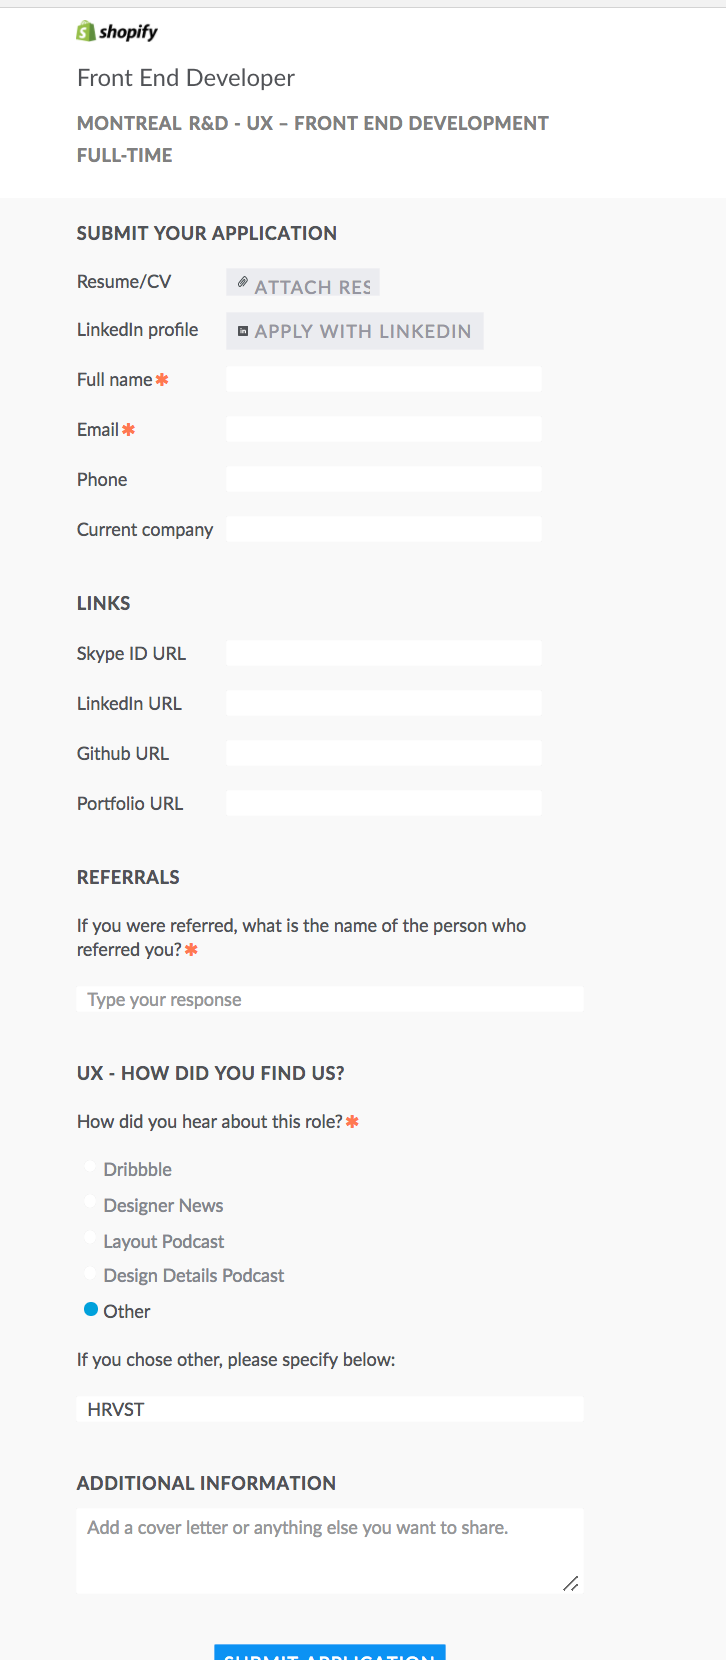 shopify
Front End Developer
MONTREAL R&D - UX – FRONT END DEVELOPMENT
FULL-TIME
SUBMIT YOUR APPLICATION
Resume/CV
ATTACH RES
LinkedIn profile
in APPLY WITH LINKEDIN
Full name✱
Email✱
Phone
Current company
LINKS
Skype ID URL
LinkedIn URL
Github URL
Portfolio URL
REFERRALS
If you were referred, what is the name of the person who
referred you?✱
Type your response
UX - HOW DID YOU FIND US?
How did you hear about this role?✱
Dribbble
Designer News
Layout Podcast
Design Details Podcast
Other
If you chose other, please specify below:
HRVST
ADDITIONAL INFORMATION
Add a cover letter or anything else you want to share.
SUBMIT APPLICATION